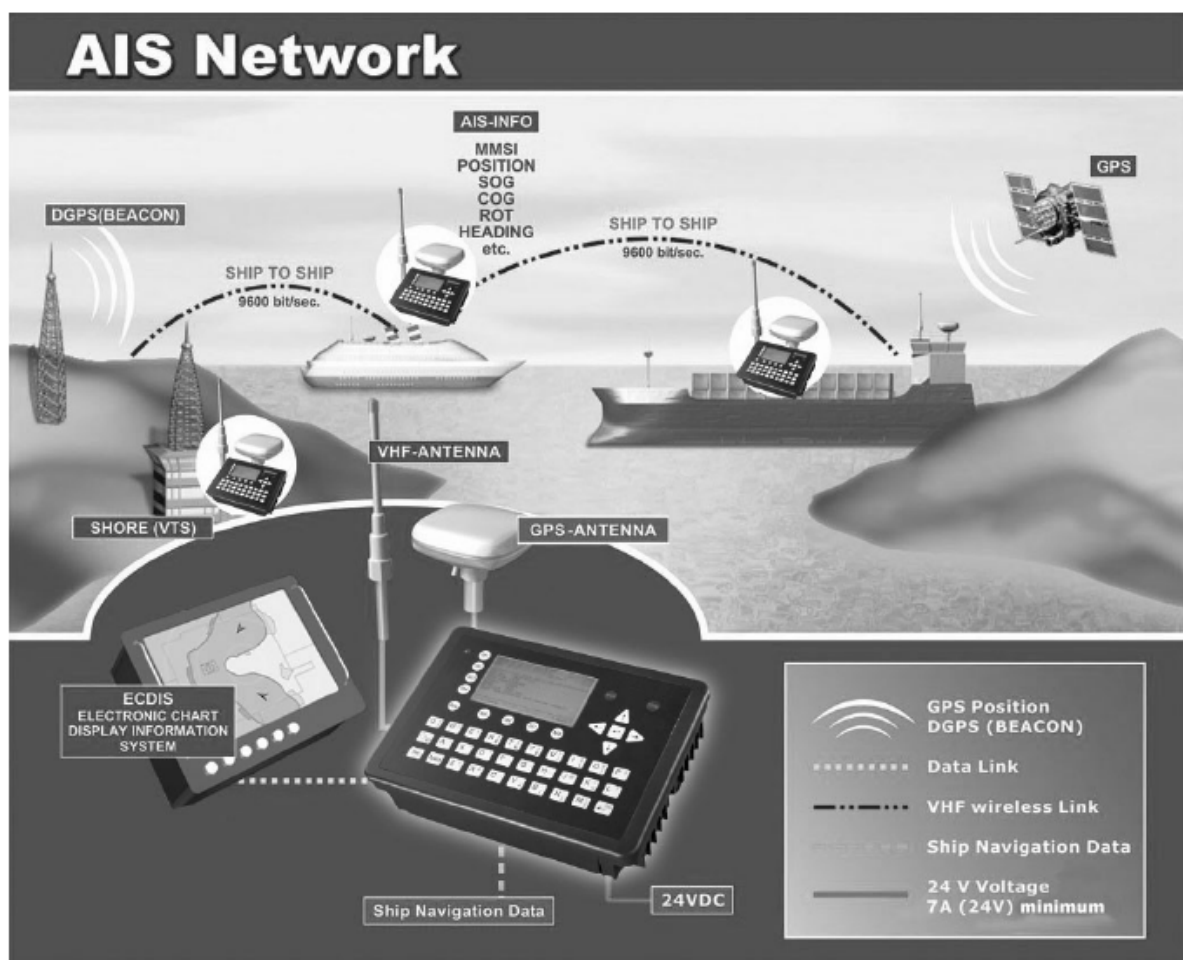 AIS Network
AIS-INFO
MMSI
POSITION
SOG
COG
ROT
HEADING
etc.
GPS
DGPS(BEACON)
SHIP TO SHIP
9600 bit/sec.
SHIP TO SHIP
9600 bit/sec.
VHF-ANTENNA
SHORE (VTS)
GPS-ANTENNA
ECDIS
ELECTRONIC CHART
DISPLAY INFORMATION
SYSTEM
Ship Navigation Data
24VDC
GPS Position
DGPS (BEACON)
Data Link
VHF wireless Link
Ship Navigation Data
24 V Voltage
7A (24V) minimum